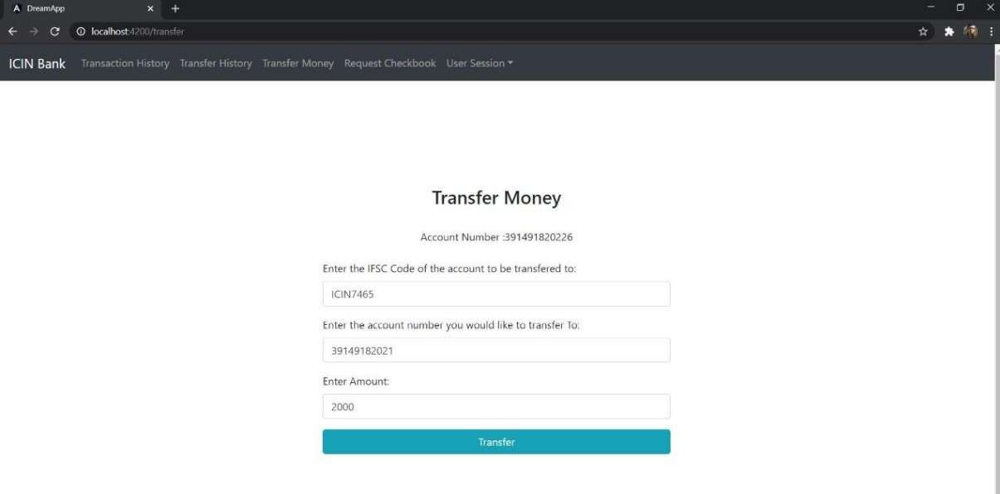 DreamApp
localhost:4200/transfer
ICIN Bank Transaction History Transfer History Transfer Money Request Checkbook User Session
Transfer Money
Account Number :391491820226
Enter the IFSC Code of the account to be transfered to:
ICIN7465
Enter the account number you would like to transfer To:
39149182021
Enter Amount:
2000
Transfer